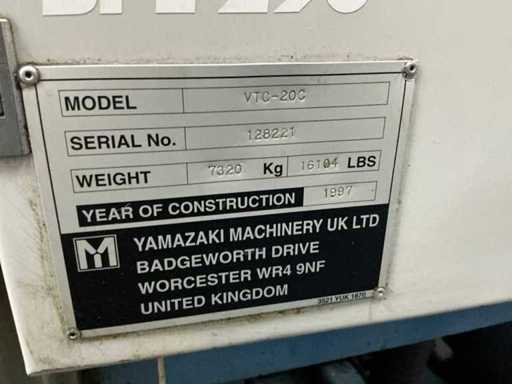 MODEL VTC-20C
SERIAL No. 128221
WEIGHT 7320 Kg 16104 LBS
YEAR OF CONSTRUCTION 1997
YAMAZAKI MACHINERY UK LTD
BADGEWORTH DRIVE
WORCESTER WR4 9NF
UNITED KINGDOM